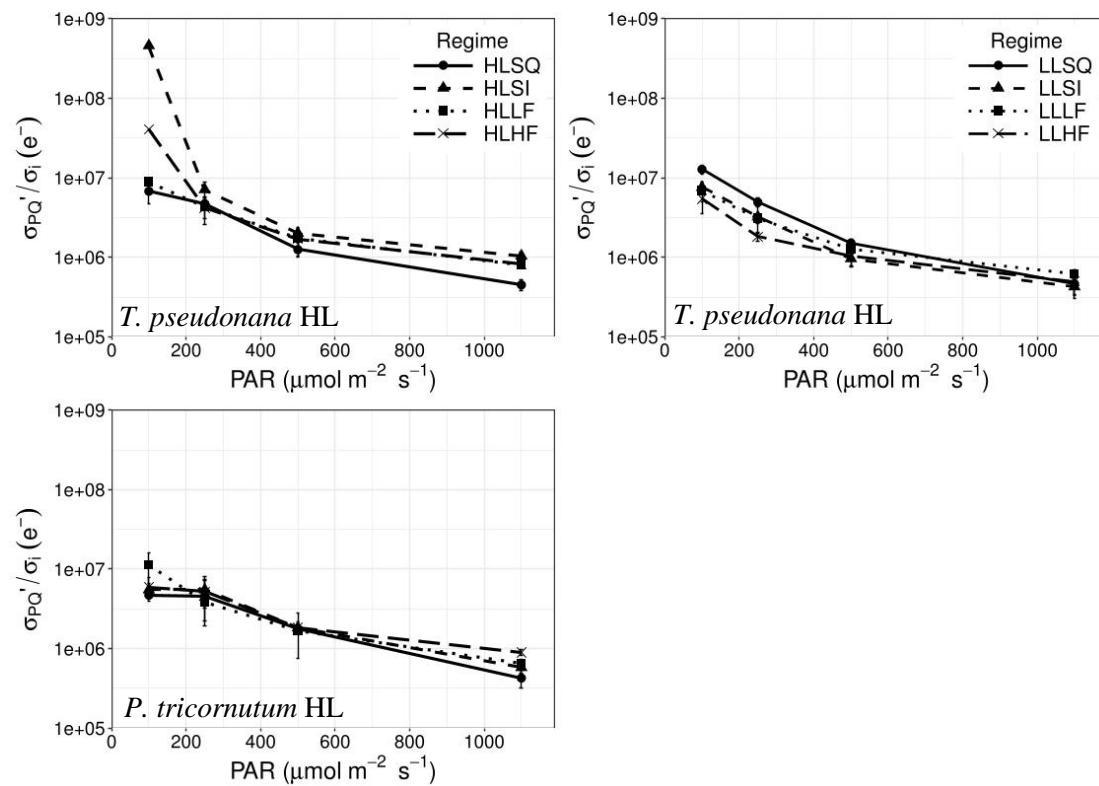 1e+09
1e+08
1e+07
1e+06
1e+05
σPQ'/σi (e⁻)
Regime
HLSQ
HLSI
HLLF
HLHF
T. pseudonana HL
0 200 400 600 800 1000
PAR (μmol m⁻² s⁻¹)
1e+09
1e+08
1e+07
1e+06
1e+05
σPQ'/σi (e⁻)
Regime
LLSQ
LLSI
LLLF
LLHF
T. pseudonana HL
0 200 400 600 800 1000
PAR (μmol m⁻² s⁻¹)
1e+09
1e+08
1e+07
1e+06
1e+05
σPQ'/σi (e⁻)
P. tricornutum HL
0 200 400 600 800 1000
PAR (μmol m⁻² s⁻¹)